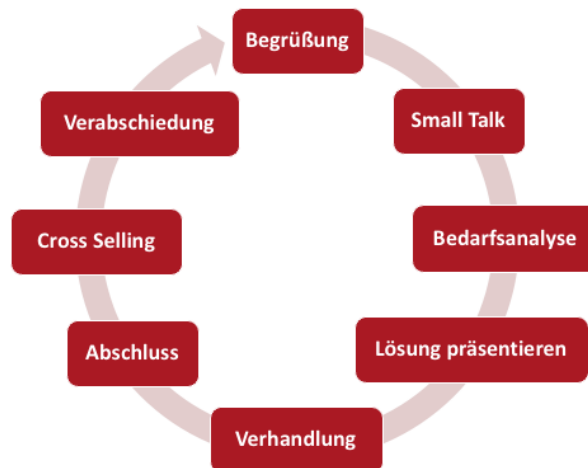 Begrüßung
Small Talk
Bedarfsanalyse
Lösung präsentieren
Verhandlung
Abschluss
Cross Selling
Verabschiedung